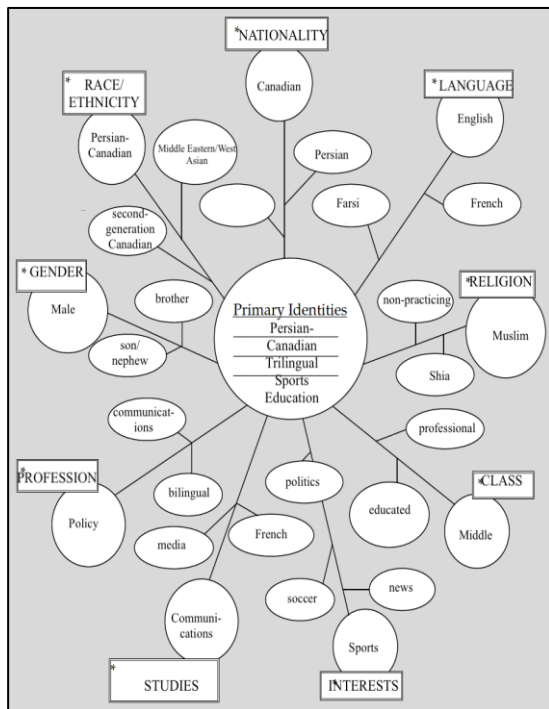 *NATIONALITY
Canadian
*
RACE/
ETHNICITY
Persian-
Canadian
*LANGUAGE
English
Middle Eastern/West
Asian
Persian
Farsi
French
second-
generation
Canadian
* GENDER
Male
brother
son/
nephew
Primary Identities
Persian-
Canadian
Trilingual
Sports
Education
non-practicing
*RELIGION
Muslim
Shia
communicat-
ions
professional
*PROFESSION
Policy
bilingual
politics
educated
*CLASS
Middle
media
French
soccer
news
Communi-
cations
Sports
*
STUDIES
*INTERESTS